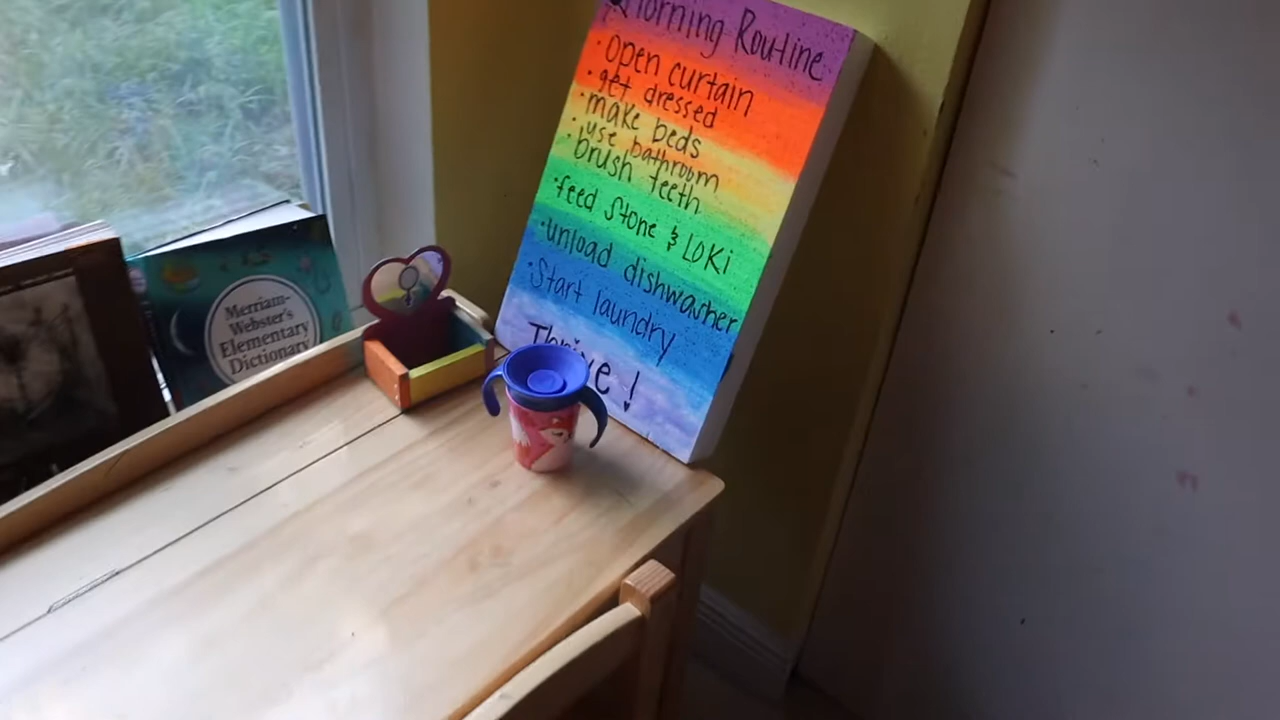 Morning Routine
• open curtain
• get dressed
• make beds
• use bathroom
• brush teeth
• feed Stone & LOKi
• unload dishwasher
• Start laundry
Thrive!
Merriam-
Webster's
Elementary
Dictionary